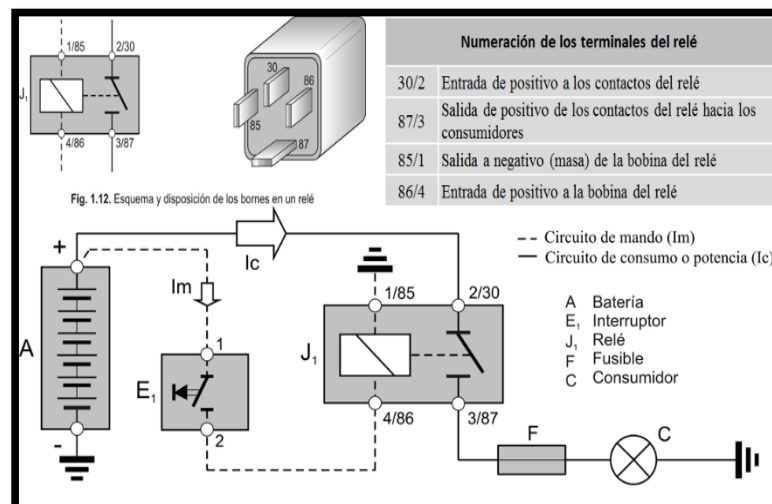 1/85 2/30
J1
4/86 3/87
30
86
85
87
Fig. 1.12. Esquema y disposición de los bornes en un relé
Numeración de los terminales del relé
30/2 Entrada de positivo a los contactos del relé
87/3 Salida de positivo de los contactos del relé hacia los
consumidores
85/1 Salida a negativo (masa) de la bobina del relé
86/4 Entrada de positivo a la bobina del relé
+
Ic
Im
A
-
E1
1
2
J1
1/85 2/30
4/86 3/87
F
C
Circuito de mando (Im)
Circuito de consumo o potencia (Ic)
A Batería
E1 Interruptor
J1 Relé
F Fusible
C Consumidor